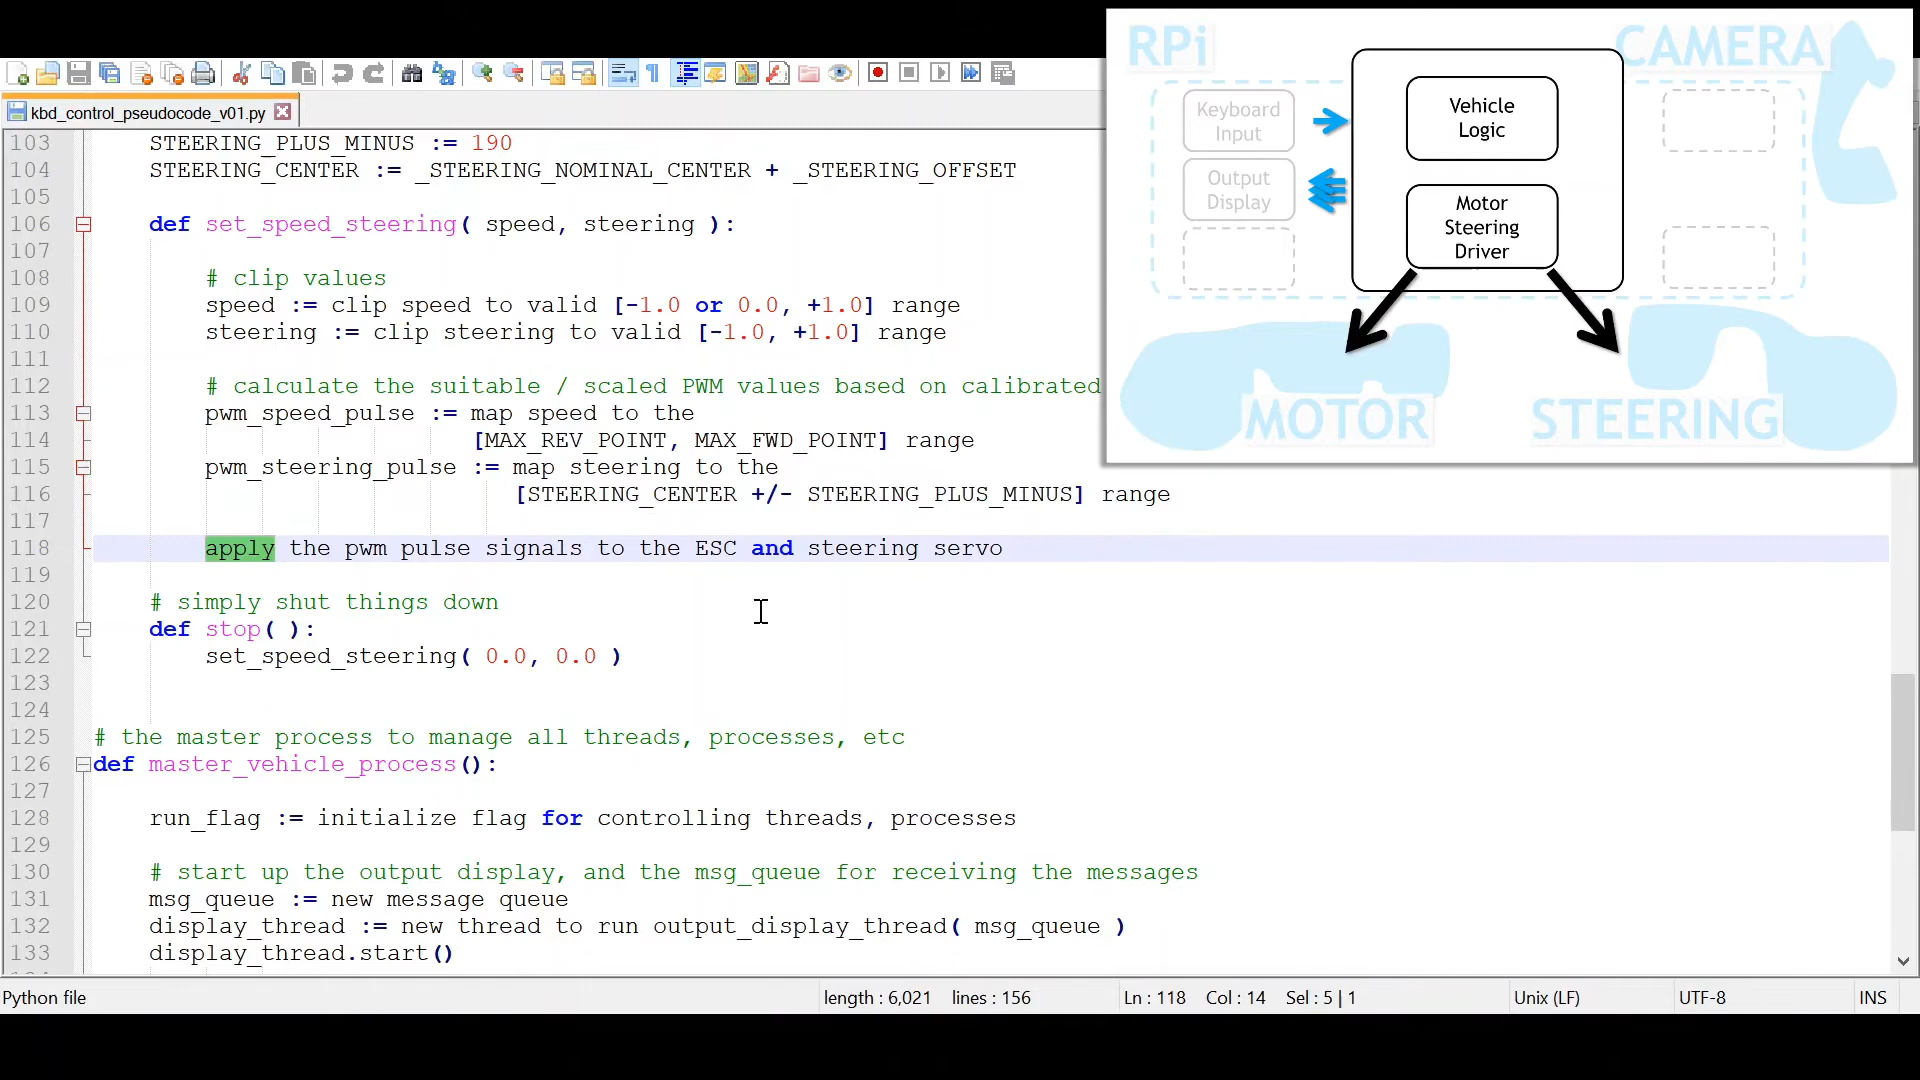 kbd_control_pseudocode_v01.py
103 STEERING_PLUS_MINUS := 190
104 STEERING_CENTER := _STEERING_NOMINAL_CENTER + _STEERING_OFFSET
105
106 def set_speed_steering( speed, steering ):
107
108 # clip values
109 speed := clip speed to valid [-1.0 or 0.0, +1.0] range
110 steering := clip steering to valid [-1.0, +1.0] range
111
112 # calculate the suitable / scaled PWM values based on calibrated
113 pwm_speed_pulse := map speed to the
114 [MAX_REV_POINT, MAX_FWD_POINT] range
115 pwm_steering_pulse := map steering to the
116 [STEERING_CENTER +/- STEERING_PLUS_MINUS] range
117
118 apply the pwm pulse signals to the ESC and steering servo
119
120 # simply shut things down
121 def stop( ):
122 set_speed_steering( 0.0, 0.0 )
123
124
125 # the master process to manage all threads, processes, etc
126 def master_vehicle_process():
127
128 run_flag := initialize flag for controlling threads, processes
129
130 # start up the output display, and the msg_queue for receiving the messages
131 msg_queue := new message queue
132 display_thread := new thread to run output_display_thread( msg_queue )
133 display_thread.start()
RPi
CAMERA
Keyboard
Input
Output
Display
Vehicle
Logic
Motor
Steering
Driver
MOTOR
STEERING
Python file
length : 6,021 lines : 156
Ln : 118 Col : 14 Sel : 5 | 1
Unix (LF)
UTF-8
INS